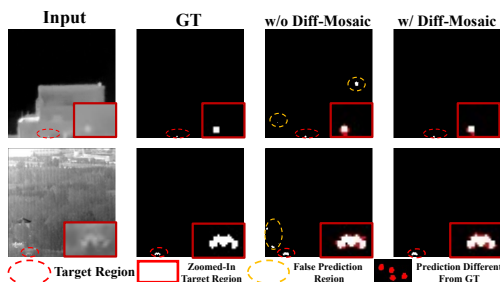 Input GT w/o Diff-Mosaic w/ Diff-Mosaic
Target Region
Zoomed-In
Target Region
False Prediction
Region
Prediction Different
From GT